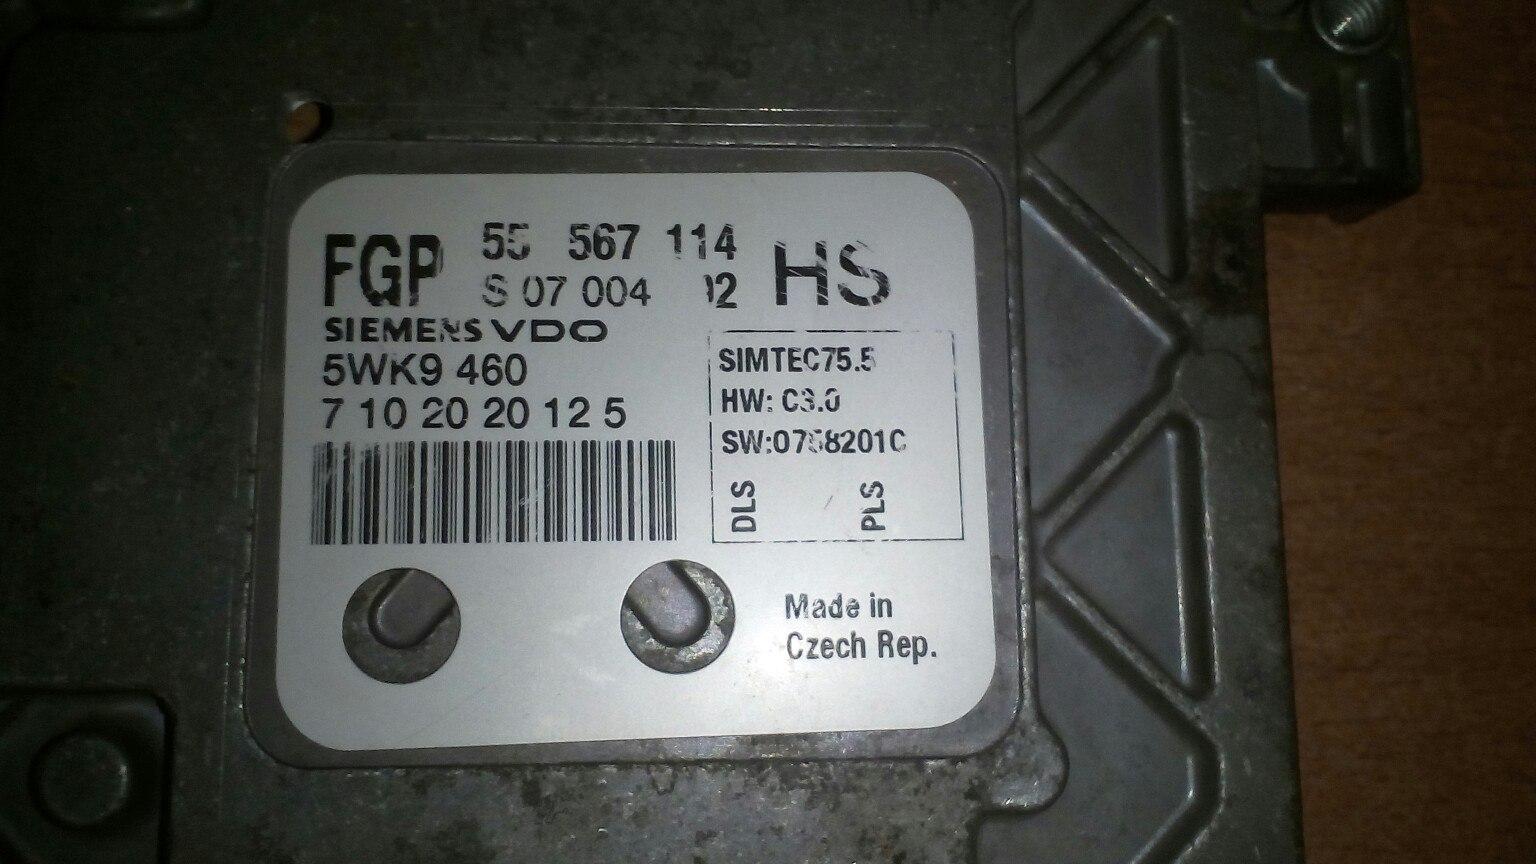 FGP 55 567 114 HS
S 07 004
SIEMENS VDO
5WK9 460
7 10 20 20 12 5
SIMTEC75.5
HW: C3.0
DLS PLS
Made in
Czech Rep.